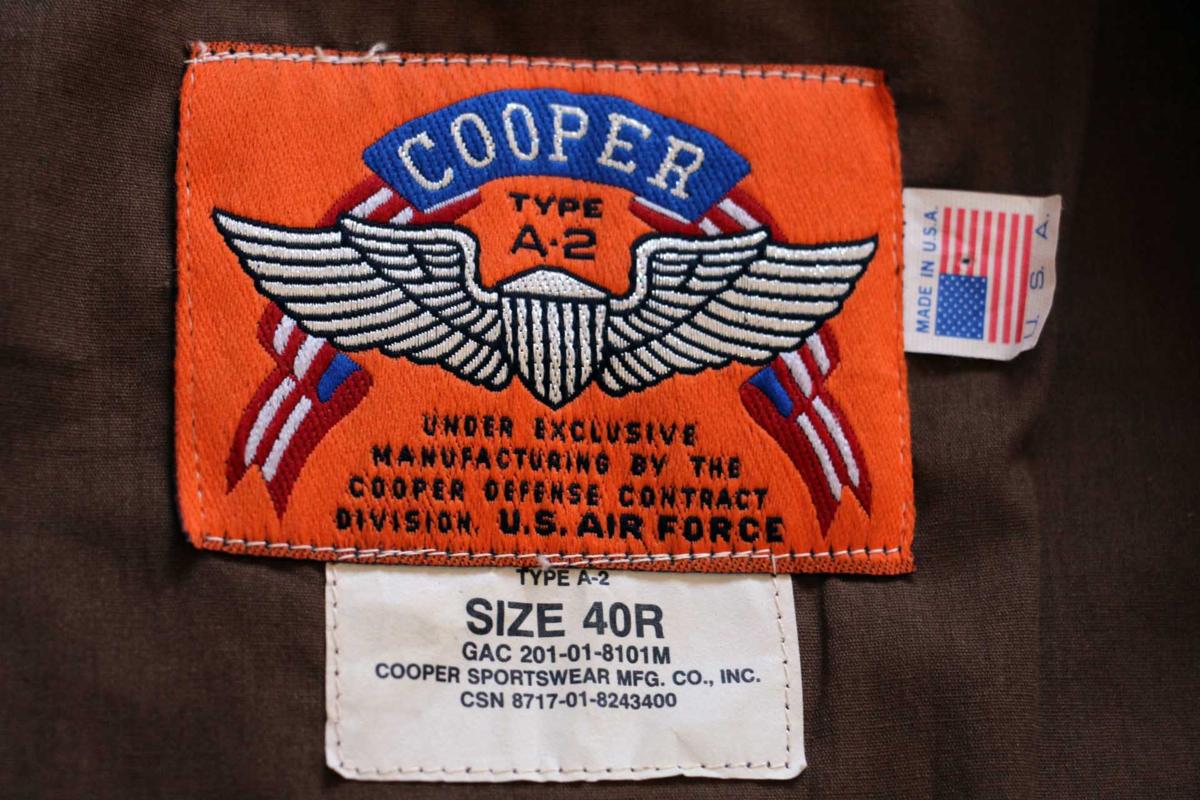 COOPER
TYPE
A-2
UNDER EXCLUSIVE
MANUFACTURING BY THE
COOPER DEFENSE CONTRACT
DIVISION. U.S. AIR FORCE
MADE IN U.S.A.
U. S. A.
TYPE A-2
SIZE 40R
GAC 201-01-8101M
COOPER SPORTSWEAR MFG. CO., INC.
CSN 8717-01-8243400